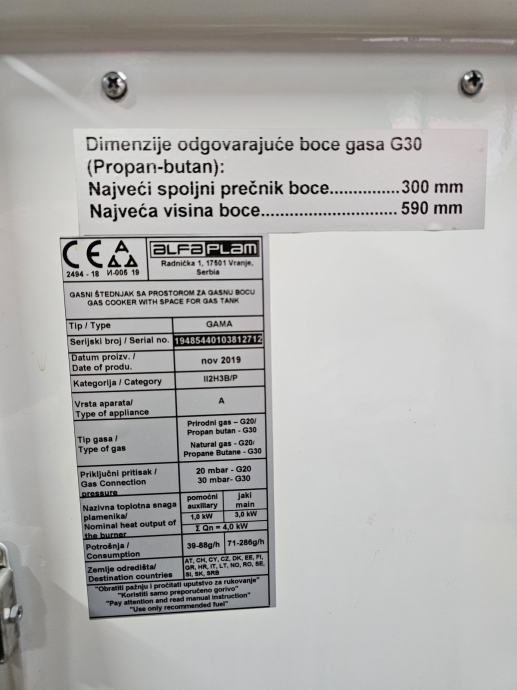 Dimenzije odgovarajuće boce gasa G30
(Propan-butan):
Najveći spoljni prečnik boce...............300 mm
Najveća visina boce.............................. 590 mm
CE AAA ALFA PLAM
2494 - 18 И-005 19
Radnička 1, 17501 Vranje,
Serbia
GASNI ŠTEDNJAK SA PROSTOROM ZA GASNU BOCU
GAS COOKER WITH SPACE FOR GAS TANK
Tip / Type GAMA
Serijski broj / Serial no. 19485440103812712
Datum proizv. /
Date of produ. nov 2019
Kategorija / Category II2H3B/P
Vrsta aparata/
Type of appliance A
Tip gasa /
Type of gas
Prirodni gas – G20/
Propan butan - G30
Natural gas - G20/
Propane Butane - G30
Priključni pritisak /
Gas Connection
pressure
20 mbar - G20
30 mbar- G30
Nazivna toplotna snaga
plamenika/
Nominal heat output of
the burner
pomoćni jaki
auxiliary main
1,0 kW 3,0 kW
Σ Qn = 4,0 kW
Potrošnja /
Consumption 39-88g/h 71-286g/h
Zemlje odredišta/
Destination countries
AT, CH, CY, CZ, DK, EE, FI,
GR, HR, IT, LT, NO, RO, SE,
SI, SK, SRB
"Obratiti pažnju i pročitati uputstvo za rukovanje"
"Koristiti samo preporučeno gorivo"
"Pay attention and read manual instruction"
"Use only recommended fuel"